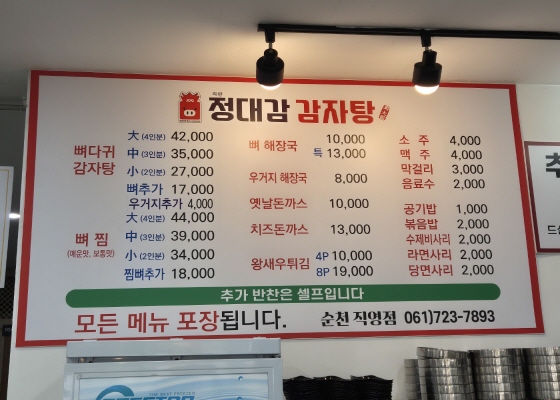 정대감 감자탕
뼈다귀 감자탕
大 (4인분) 42,000
中 (3인분) 35,000
小 (2인분) 27,000
뼈추가 17,000
우거지추가 4,000
뼈 찜
(매운맛, 보통맛)
大 (4인분) 44,000
中 (3인분) 39,000
小 (2인분) 34,000
찜뼈추가 18,000
뼈 해장국 10,000
특 13,000
우거지 해장국 8,000
옛날돈까스 10,000
치즈돈까스 13,000
왕새우튀김 4P 10,000
8P 19,000
소 주 4,000
맥 주 4,000
막걸리 3,000
음료수 2,000
공기밥 1,000
볶음밥 2,000
수제비사리 2,000
라면사리 2,000
당면사리 2,000
추가 반찬은 셀프입니다
모든 메뉴 포장됩니다. 순천 직영점 061)723-7893